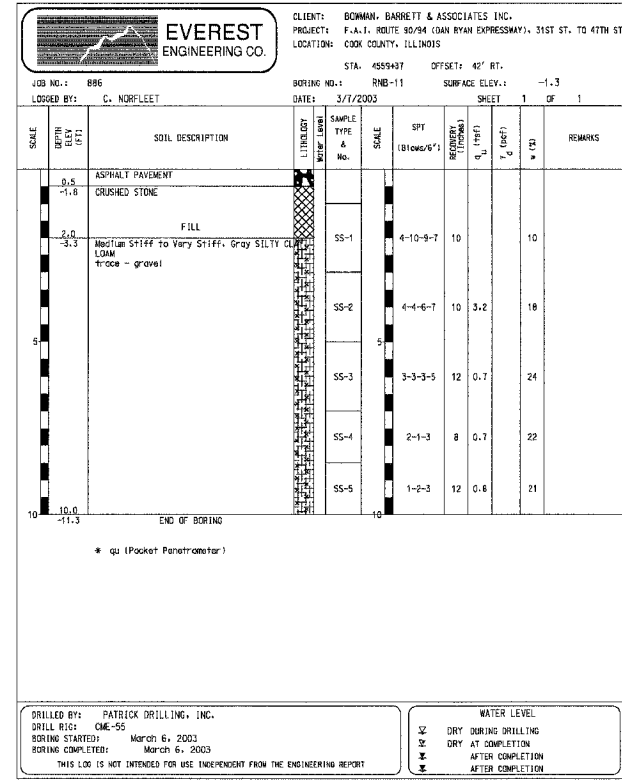 EVEREST
ENGINEERING CO.
CLIENT: BOWMAN, BARRETT & ASSOCIATES INC.
PROJECT: F.A.I. ROUTE 90/94 (DAN RYAN EXPRESSWAY), 31ST ST. TO 47TH ST
LOCATION: COOK COUNTY, ILLINOIS
STA. 4559+37 OFFSET: 42' RT.
JOB NO.: 886 BORING NO.: RNB-11 SURFACE ELEV.: -1.3
LOGGED BY: C. NORFLEET DATE: 3/7/2003 SHEET 1 OF 1
SCALE DEPTH ELEV (FT) SOIL DESCRIPTION LITHOLOGY Water Level SAMPLE TYPE & No. SCALE SPT (Blows/6") RECOVERY (Inches) qu (tsf) γd (pcf) w (%) REMARKS
ASPHALT PAVEMENT
0.5
-1.8 CRUSHED STONE
FILL
2.0
-3.3 Medium Stiff to Very Stiff, Gray SILTY CLAY
LOAM
trace - gravel
SS-1 4-10-9-7 10 10
SS-2 4-4-6-7 10 3.2 18
5 5
SS-3 3-3-3-5 12 0.7 24
SS-4 2-1-3 8 0.7 22
SS-5 1-2-3 12 0.6 21
10 10.0 10
-11.3 END OF BORING
* qu (Pocket Penetrometer)
DRILLED BY: PATRICK DRILLING, INC.
DRILL RIG: CME-55
BORING STARTED: March 6, 2003
BORING COMPLETED: March 6, 2003
THIS LOG IS NOT INTENDED FOR USE INDEPENDENT FROM THE ENGINEERING REPORT
WATER LEVEL
DRY DURING DRILLING
DRY AT COMPLETION
AFTER COMPLETION
AFTER COMPLETION